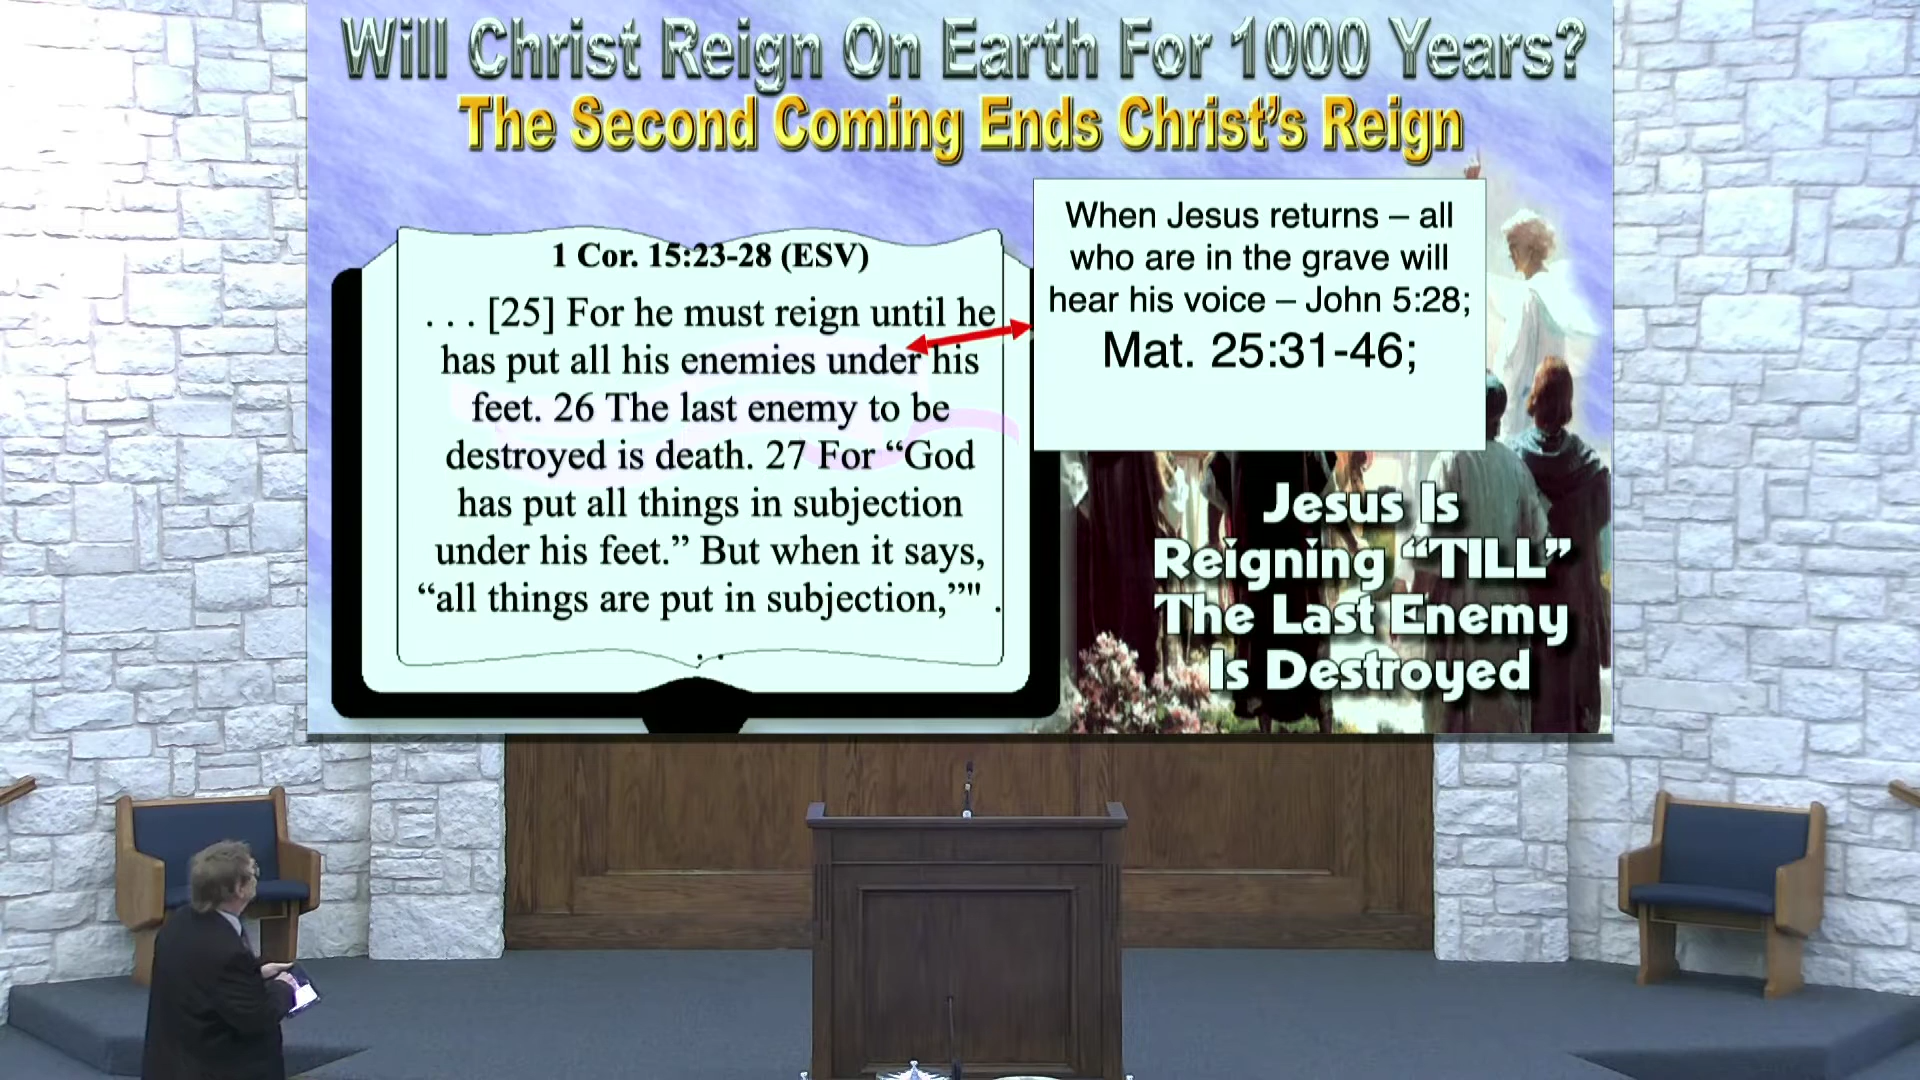 Will Christ Reign On Earth For 1000 Years?
The Second Coming Ends Christ's Reign
1 Cor. 15:23-28 (ESV)
. . . [25] For he must reign until he
has put all his enemies under his
feet. 26 The last enemy to be
destroyed is death. 27 For “God
has put all things in subjection
under his feet.” But when it says,
“all things are put in subjection,”" .
. .
When Jesus returns – all
who are in the grave will
hear his voice – John 5:28;
Mat. 25:31-46;
Jesus Is
Reigning “TILL”
The Last Enemy
Is Destroyed